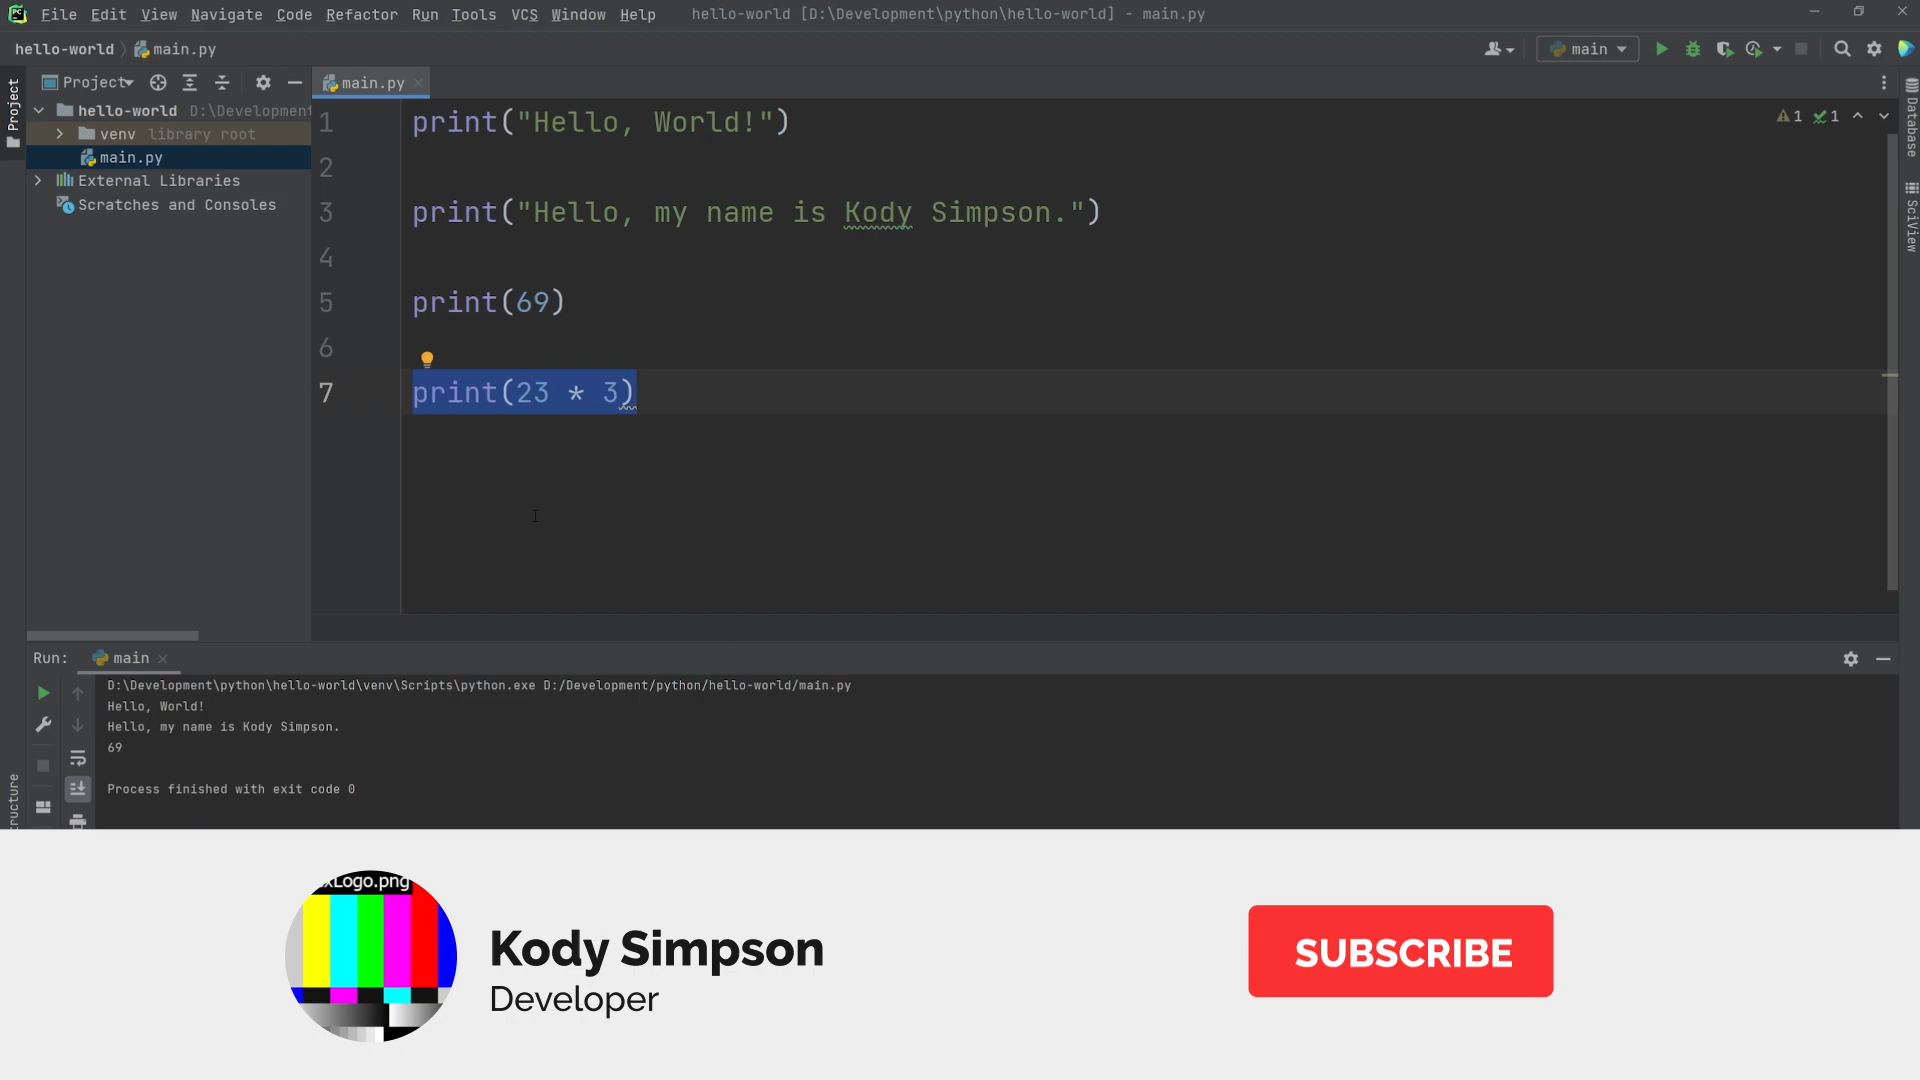 File Edit View Navigate Code Refactor Run Tools VCS Window Help hello-world [D:\Development\python\hello-world] - main.py
hello-world main.py
main
Project
main.py
Project
hello-world D:\Development
venv library root
main.py
External Libraries
Scratches and Consoles
1 print("Hello, World!")
2
3 print("Hello, my name is Kody Simpson.")
4
5 print(69)
6
7 print(23 * 3)
1 1
Database
SciView
Run: main
D:\Development\python\hello-world\venv\Scripts\python.exe D:/Development/python/hello-world/main.py
Hello, World!
Hello, my name is Kody Simpson.
69
Process finished with exit code 0
ructure
xLogo.png
Kody Simpson
Developer
SUBSCRIBE